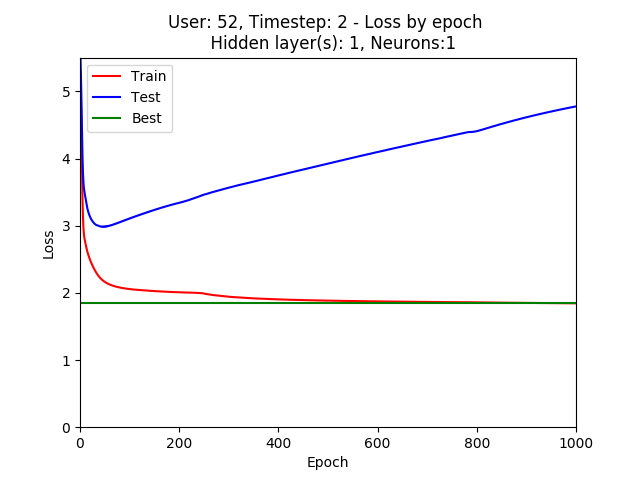 User: 52, Timestep: 2 - Loss by epoch
Hidden layer(s): 1, Neurons:1
Train
Test
Best
5
4
3
2
1
0
Loss
0 200 400 600 800 1000
Epoch